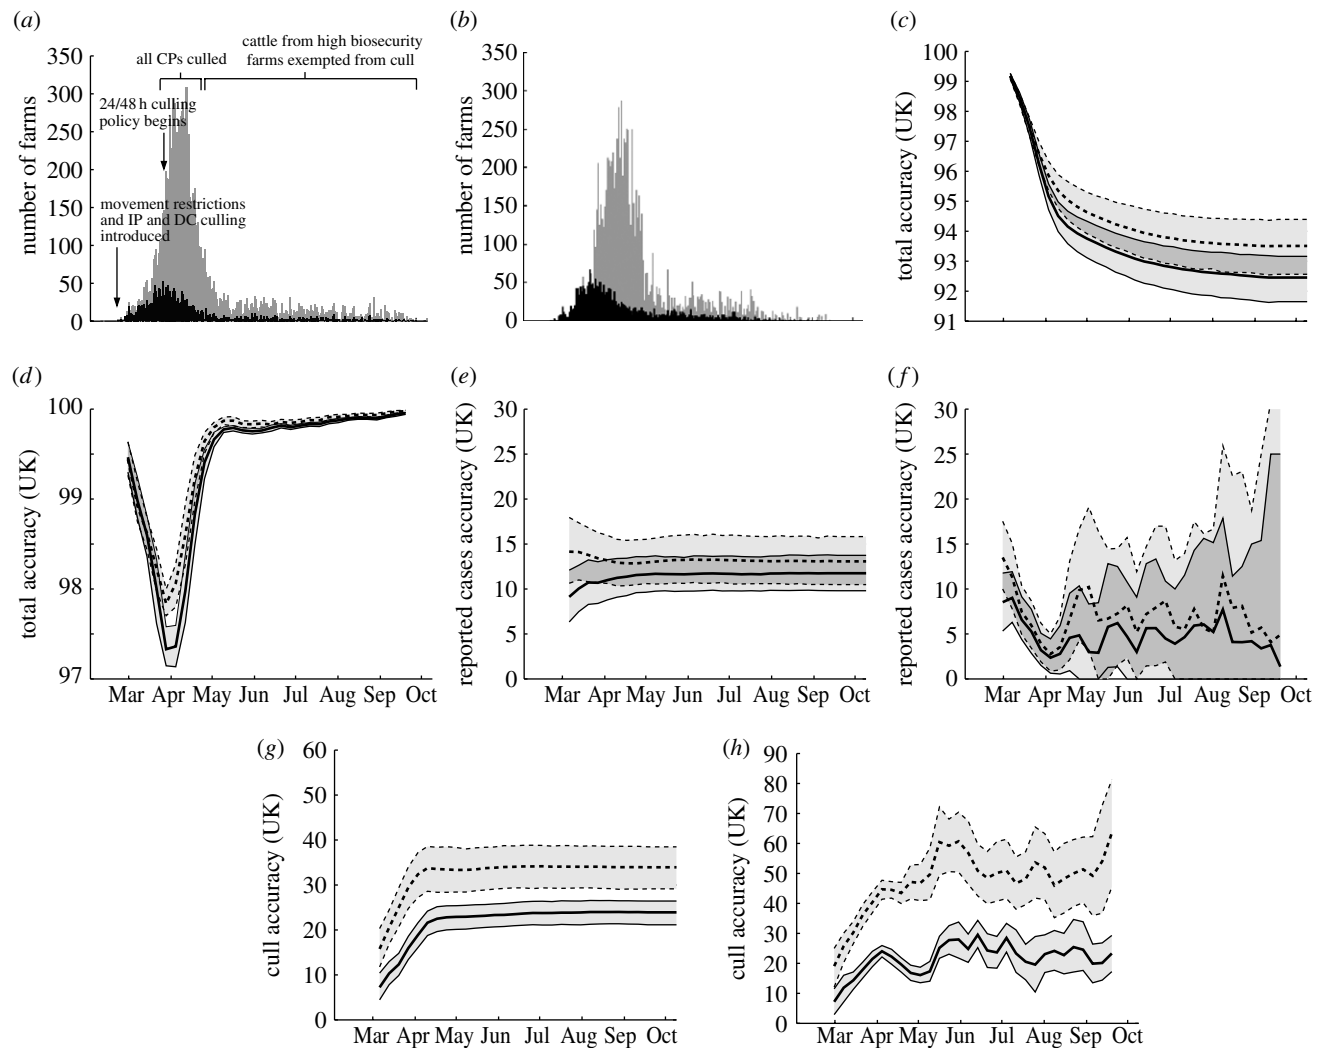 (a)
number of farms
350
300
250
200
150
100
50
0
all CPs culled
cattle from high biosecurity
farms exempted from cull
24/48 h culling
policy begins
movement restrictions
and IP and DC culling
introduced
(b)
number of farms
350
300
250
200
150
100
50
0
(c)
total accuracy (UK)
100
99
98
97
96
95
94
93
92
91
(d)
total accuracy (UK)
100
99
98
97
Mar Apr May Jun Jul Aug Sep Oct
(e)
reported cases accuracy (UK)
30
25
20
15
10
5
0
Mar Apr May Jun Jul Aug Sep Oct
(f)
reported cases accuracy (UK)
30
25
20
15
10
5
0
Mar Apr May Jun Jul Aug Sep Oct
(g)
cull accuracy (UK)
60
50
40
30
20
10
0
Mar Apr May Jun Jul Aug Sep Oct
(h)
cull accuracy (UK)
90
80
70
60
50
40
30
20
10
0
Mar Apr May Jun Jul Aug Sep Oct